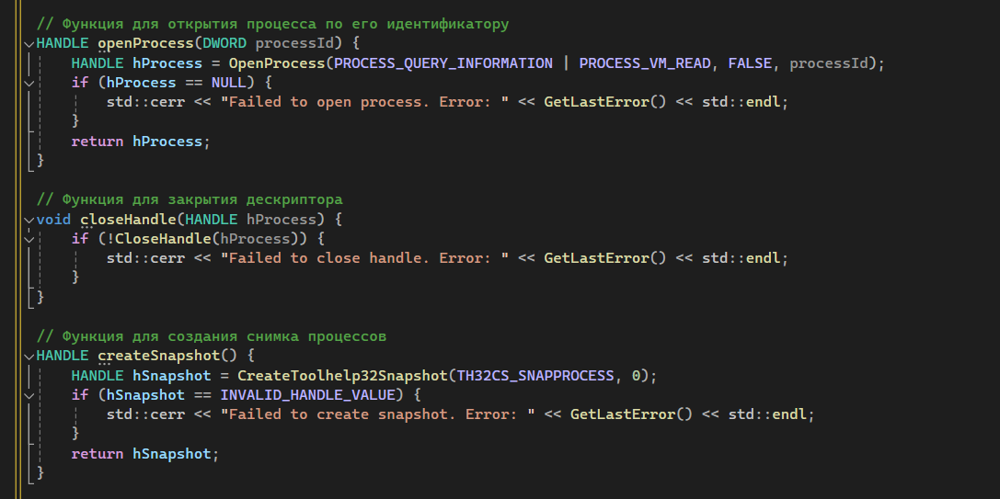 // Функция для открытия процесса по его идентификатору
HANDLE openProcess(DWORD processId) {
    HANDLE hProcess = OpenProcess(PROCESS_QUERY_INFORMATION | PROCESS_VM_READ, FALSE, processId);
    if (hProcess == NULL) {
        std::cerr << "Failed to open process. Error: " << GetLastError() << std::endl;
    }
    return hProcess;
}

// Функция для закрытия дескриптора
void closeHandle(HANDLE hProcess) {
    if (!CloseHandle(hProcess)) {
        std::cerr << "Failed to close handle. Error: " << GetLastError() << std::endl;
    }
}

// Функция для создания снимка процессов
HANDLE createSnapshot() {
    HANDLE hSnapshot = CreateToolhelp32Snapshot(TH32CS_SNAPPROCESS, 0);
    if (hSnapshot == INVALID_HANDLE_VALUE) {
        std::cerr << "Failed to create snapshot. Error: " << GetLastError() << std::endl;
    }
    return hSnapshot;
}